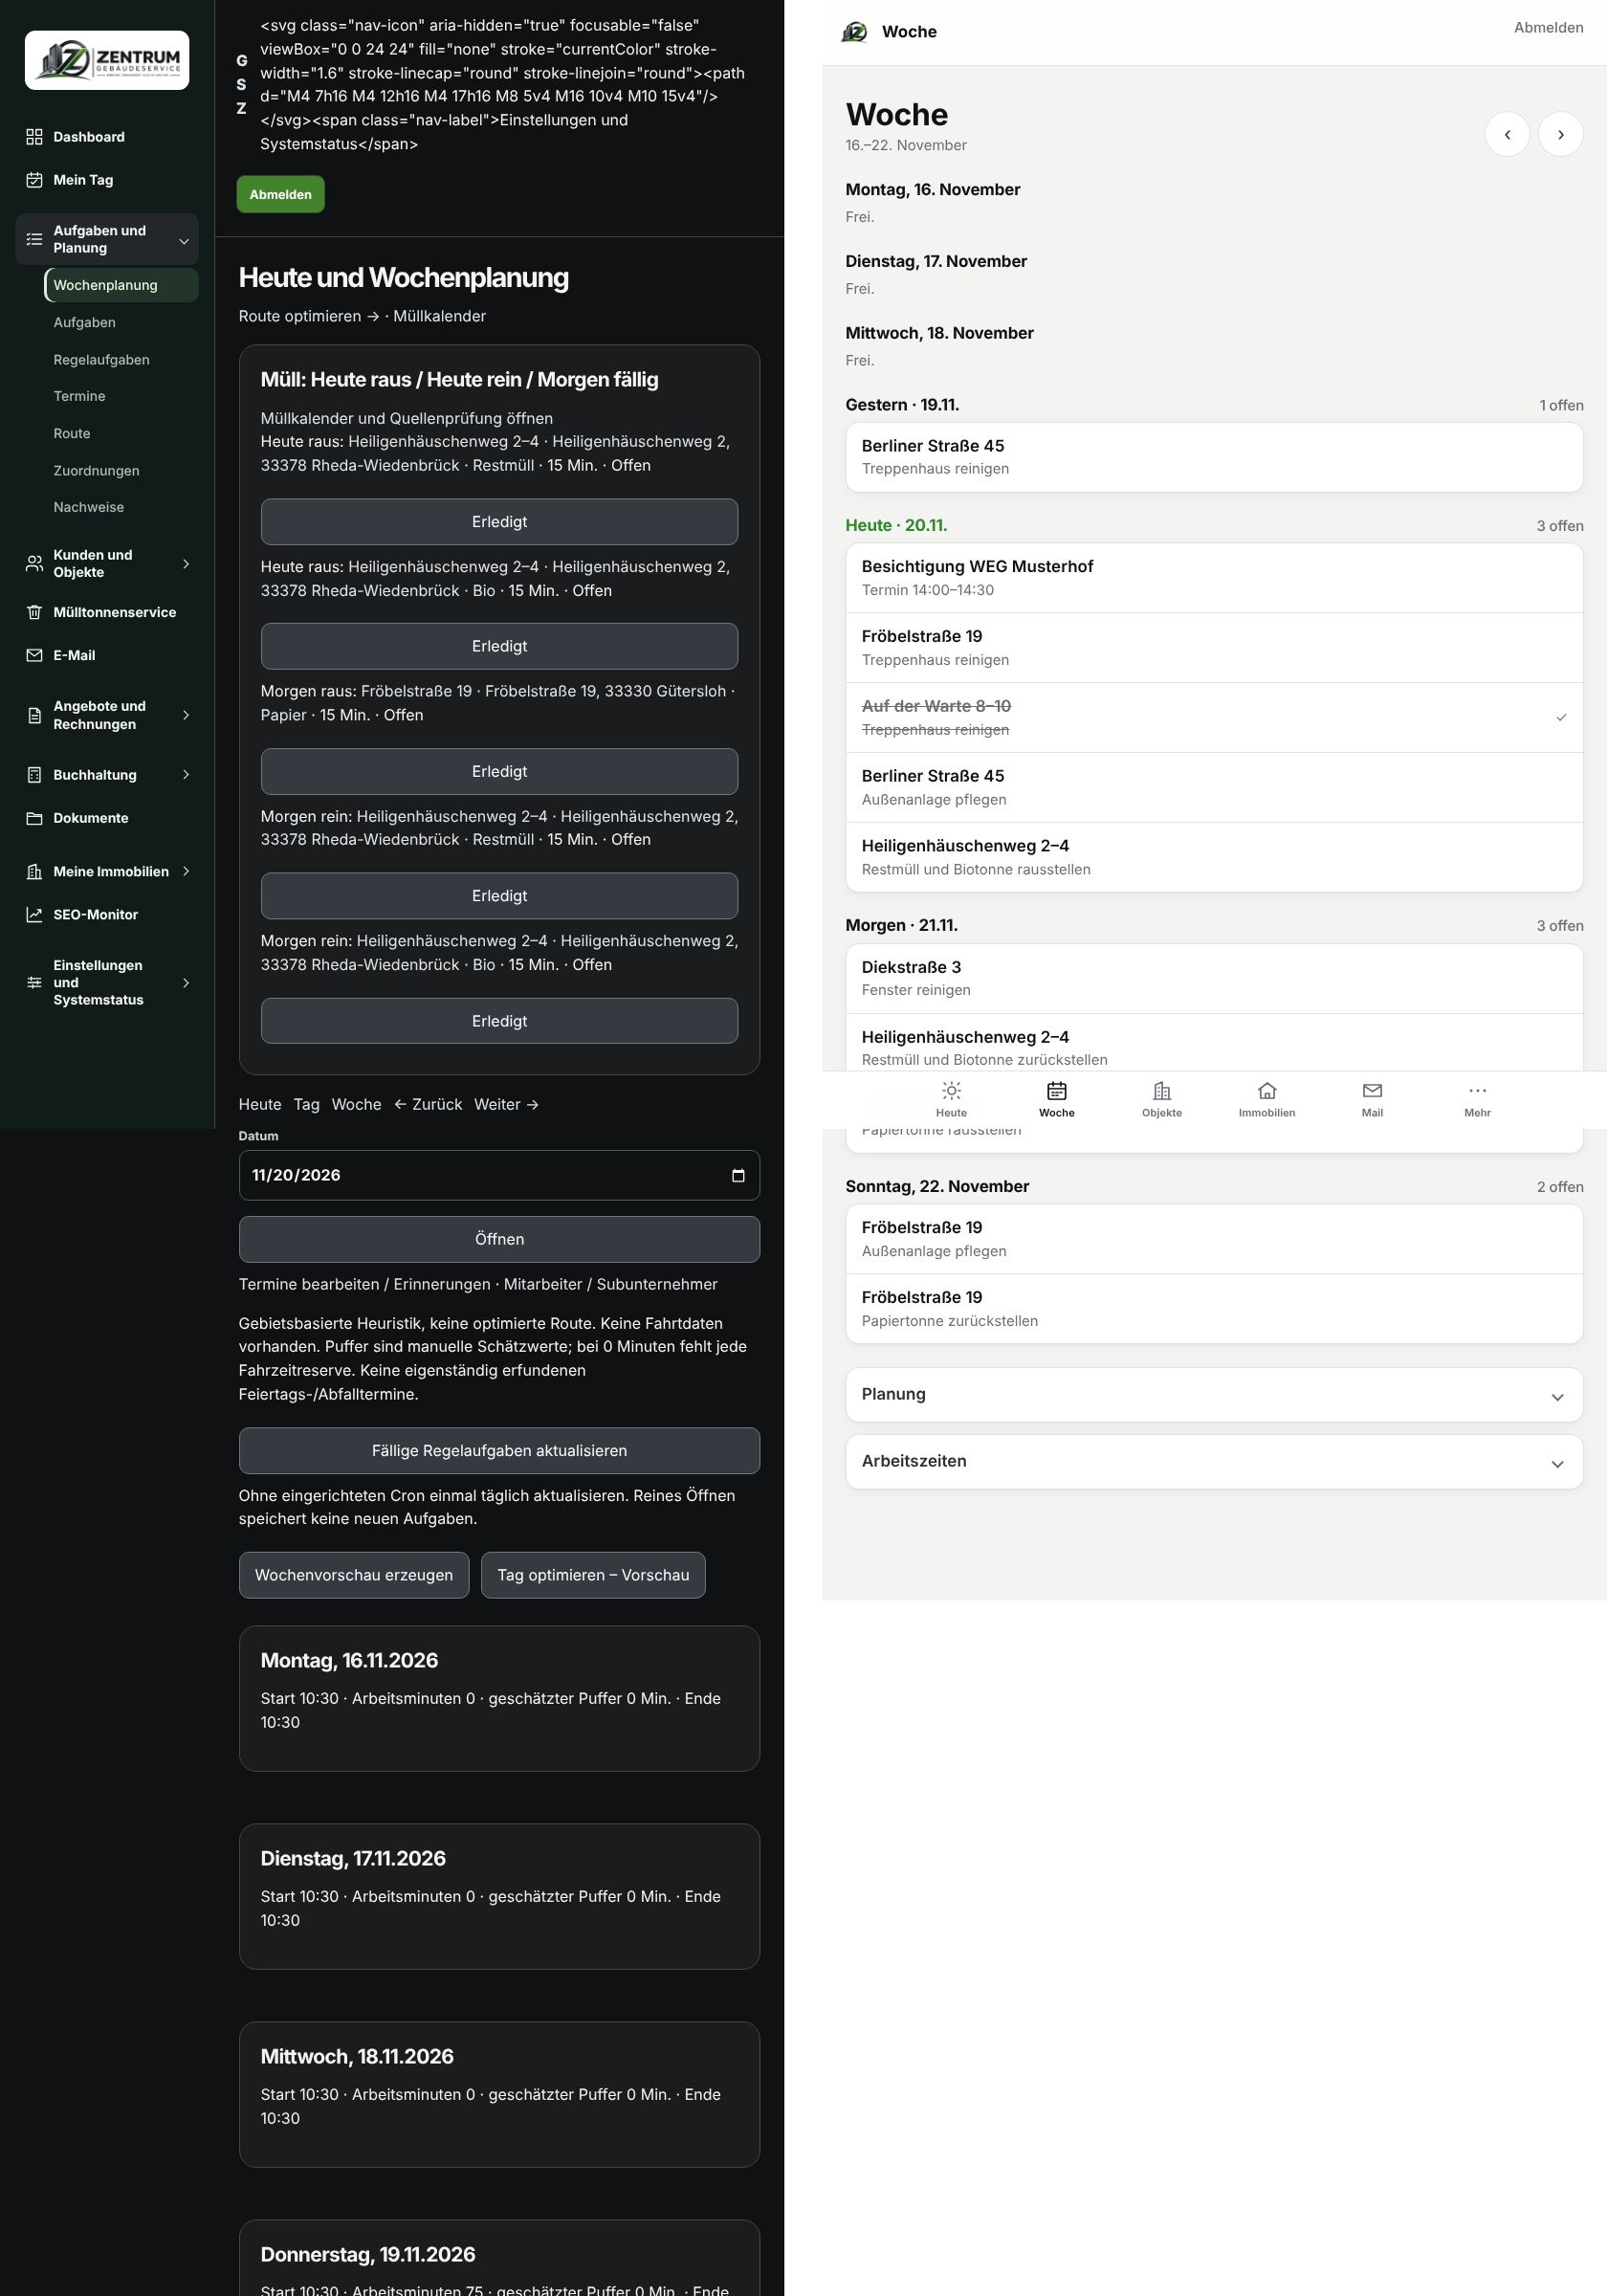 ZENTRUM
GEBÄUDESERVICE
Dashboard
Mein Tag
Aufgaben und
Planung
Wochenplanung
Aufgaben
Regelaufgaben
Termine
Route
Zuordnungen
Nachweise
Kunden und
Objekte
Mülltonnenservice
E-Mail
Angebote und
Rechnungen
Buchhaltung
Dokumente
Meine Immobilien
SEO-Monitor
Einstellungen
und
Systemstatus
G
S
Z
<svg class="nav-icon" aria-hidden="true" focusable="false"
viewBox="0 0 24 24" fill="none" stroke="currentColor" stroke-
width="1.6" stroke-linecap="round" stroke-linejoin="round"><path
d="M4 7h16 M4 12h16 M4 17h16 M8 5v4 M16 10v4 M10 15v4"/>
</svg><span class="nav-label">Einstellungen und
Systemstatus</span>
Abmelden
Heute und Wochenplanung
Route optimieren → · Müllkalender
Müll: Heute raus / Heute rein / Morgen fällig
Müllkalender und Quellenprüfung öffnen
Heute raus: Heiligenhäuschenweg 2–4 · Heiligenhäuschenweg 2,
33378 Rheda-Wiedenbrück · Restmüll · 15 Min. · Offen
Erledigt
Heute raus: Heiligenhäuschenweg 2–4 · Heiligenhäuschenweg 2,
33378 Rheda-Wiedenbrück · Bio · 15 Min. · Offen
Erledigt
Morgen raus: Fröbelstraße 19 · Fröbelstraße 19, 33330 Gütersloh ·
Papier · 15 Min. · Offen
Erledigt
Morgen rein: Heiligenhäuschenweg 2–4 · Heiligenhäuschenweg 2,
33378 Rheda-Wiedenbrück · Restmüll · 15 Min. · Offen
Erledigt
Morgen rein: Heiligenhäuschenweg 2–4 · Heiligenhäuschenweg 2,
33378 Rheda-Wiedenbrück · Bio · 15 Min. · Offen
Erledigt
Heute Tag Woche ← Zurück Weiter →
Datum
11/20/2026
Öffnen
Termine bearbeiten / Erinnerungen · Mitarbeiter / Subunternehmer
Gebietsbasierte Heuristik, keine optimierte Route. Keine Fahrtdaten
vorhanden. Puffer sind manuelle Schätzwerte; bei 0 Minuten fehlt jede
Fahrzeitreserve. Keine eigenständig erfundenen
Feiertags-/Abfalltermine.
Fällige Regelaufgaben aktualisieren
Ohne eingerichteten Cron einmal täglich aktualisieren. Reines Öffnen
speichert keine neuen Aufgaben.
Wochenvorschau erzeugen
Tag optimieren – Vorschau
Montag, 16.11.2026
Start 10:30 · Arbeitsminuten 0 · geschätzter Puffer 0 Min. · Ende
10:30
Dienstag, 17.11.2026
Start 10:30 · Arbeitsminuten 0 · geschätzter Puffer 0 Min. · Ende
10:30
Mittwoch, 18.11.2026
Start 10:30 · Arbeitsminuten 0 · geschätzter Puffer 0 Min. · Ende
10:30
Donnerstag, 19.11.2026
Start 10:30 · Arbeitsminuten 75 · geschätzter Puffer 0 Min. · Ende
Woche
Abmelden
Woche
16.–22. November
‹ ›
Montag, 16. November
Frei.
Dienstag, 17. November
Frei.
Mittwoch, 18. November
Frei.
Gestern · 19.11.
1 offen
Berliner Straße 45
Treppenhaus reinigen
Heute · 20.11.
3 offen
Besichtigung WEG Musterhof
Termin 14:00–14:30
Fröbelstraße 19
Treppenhaus reinigen
Auf der Warte 8–10
Treppenhaus reinigen
Berliner Straße 45
Außenanlage pflegen
Heiligenhäuschenweg 2–4
Restmüll und Biotonne rausstellen
Morgen · 21.11.
3 offen
Diekstraße 3
Fenster reinigen
Heiligenhäuschenweg 2–4
Restmüll und Biotonne zurückstellen
Heute
Woche
Objekte
Immobilien
Mail
Mehr
Papiertonne rausstellen
Sonntag, 22. November
2 offen
Fröbelstraße 19
Außenanlage pflegen
Fröbelstraße 19
Papiertonne zurückstellen
Planung
Arbeitszeiten